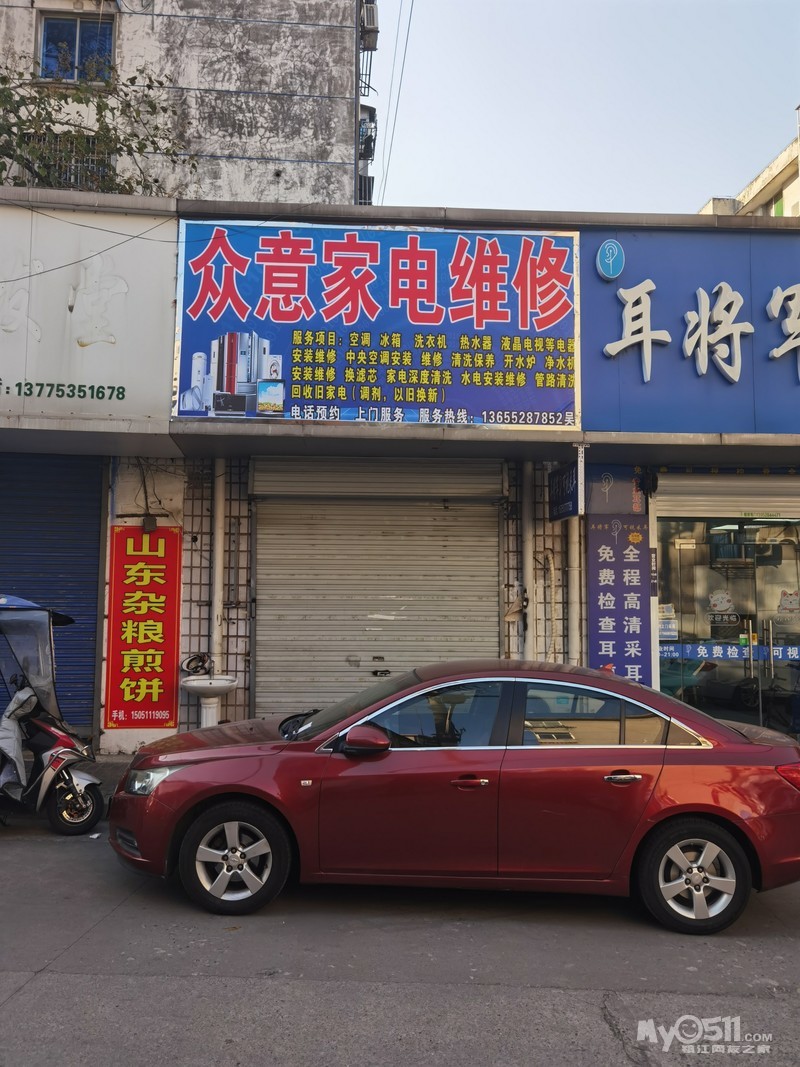 众意家电维修
服务项目：空调 冰箱 洗衣机 热水器 液晶电视等电器
安装维修 中央空调安装 维修 清洗保养 开水炉 净水机
安装维修 换滤芯 家电深度清洗 水电安装维修 管路清洗
回收旧家电（调剂，以旧换新）
电话预约 上门服务 服务热线：13655287852吴
13775351678
耳将军
山东杂粮煎饼
手机：15051119095
免费检查耳
全程高清采耳
免费检查
可视
My0511.COM
镇江网友之家